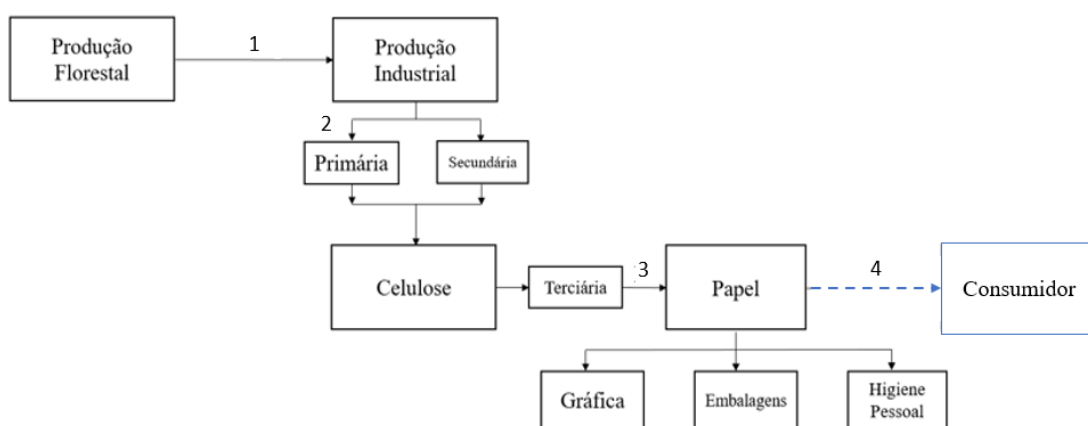 Produção
Florestal
1
Produção
Industrial
2
Primária
Secundária
Celulose
Terciária
3
Papel
4
Consumidor
Gráfica
Embalagens
Higiene
Pessoal